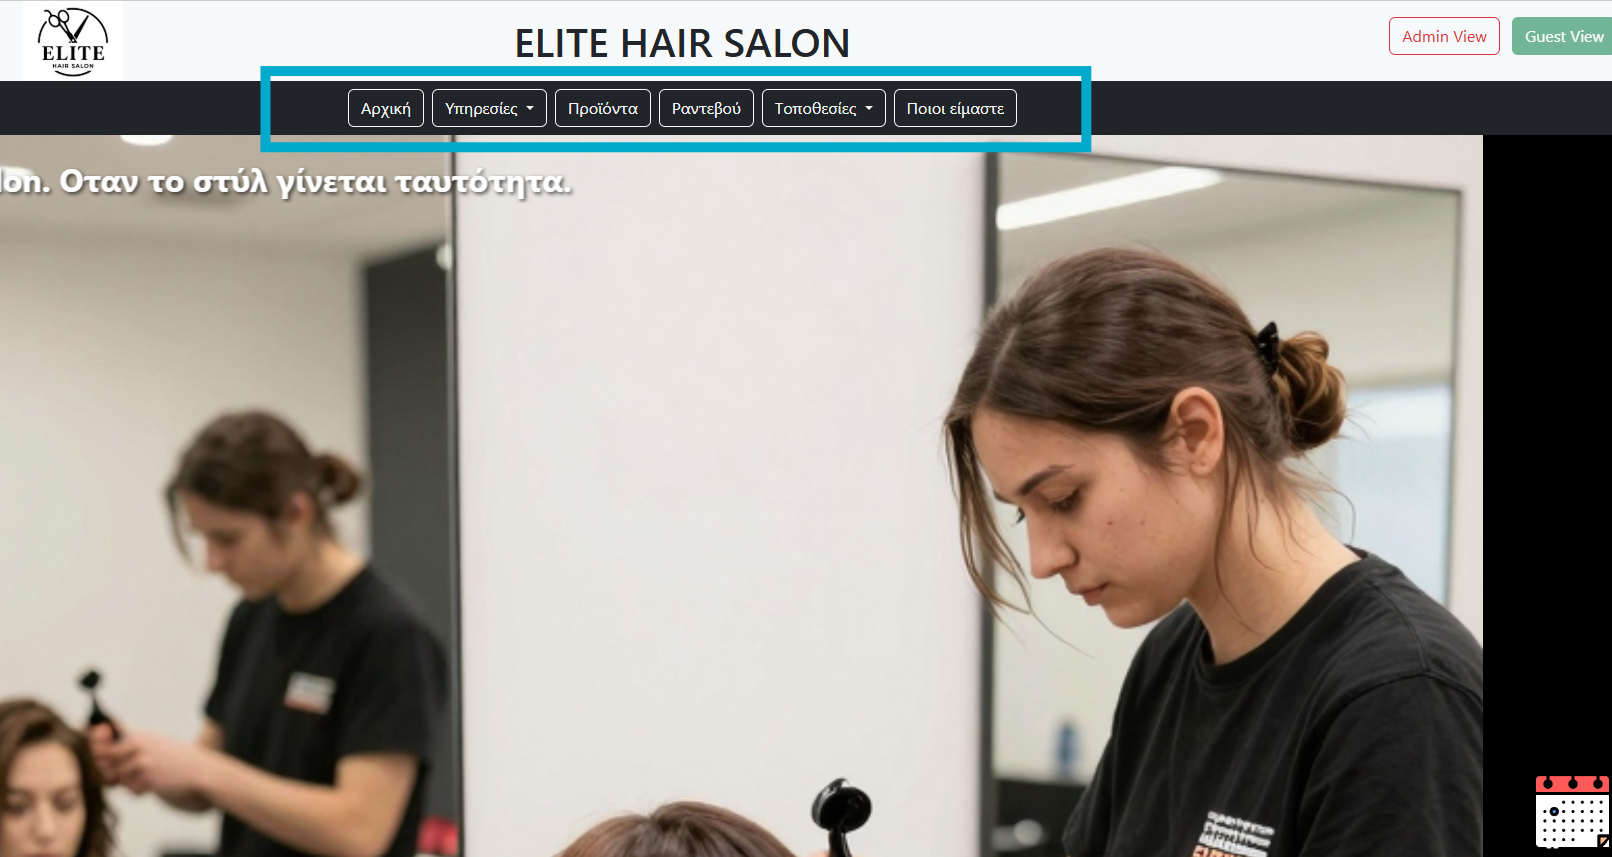 ELITE
HAIR SALON
ELITE HAIR SALON
Admin View
Guest View
Αρχική
Υπηρεσίες
Προϊόντα
Ραντεβού
Τοποθεσίες
Ποιοι είμαστε
lon. Οταν το στύλ γίνεται ταυτότητα.